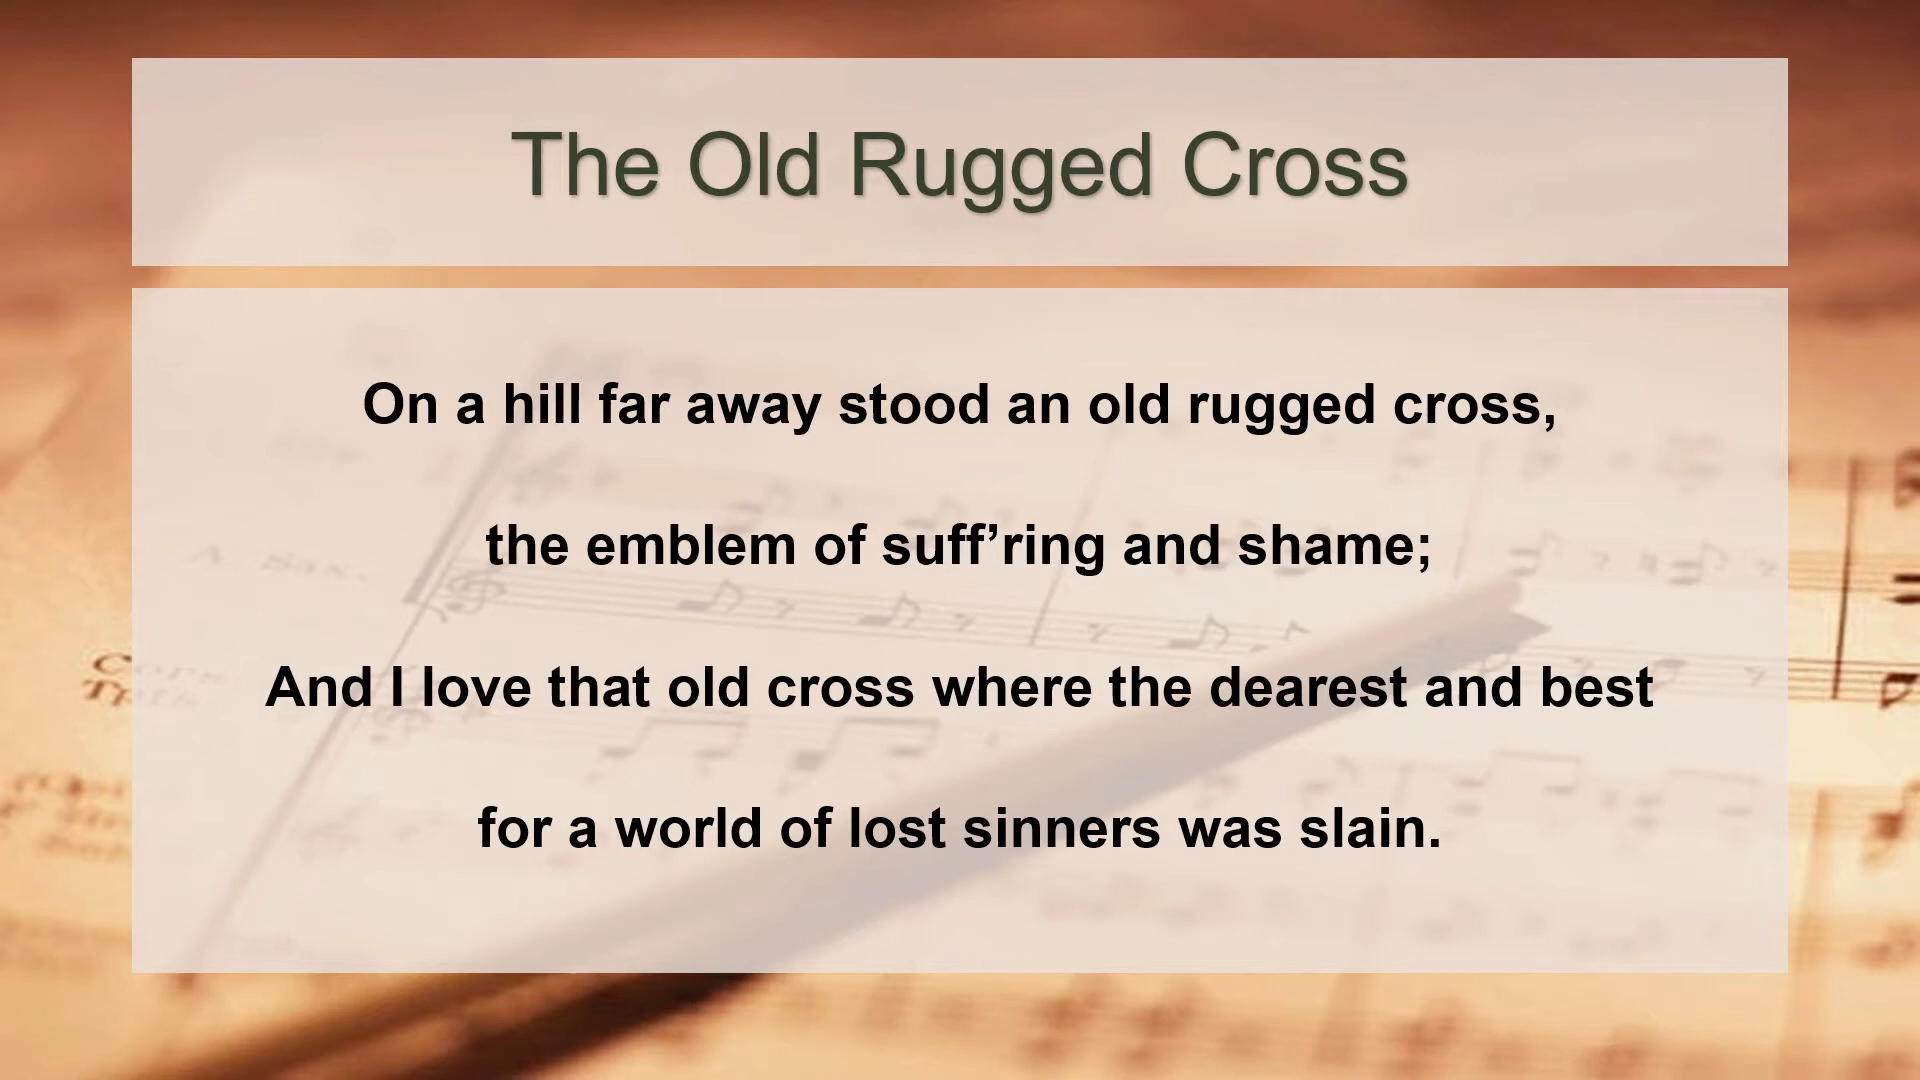 The Old Rugged Cross
On a hill far away stood an old rugged cross,
the emblem of suff’ring and shame;
And I love that old cross where the dearest and best
for a world of lost sinners was slain.